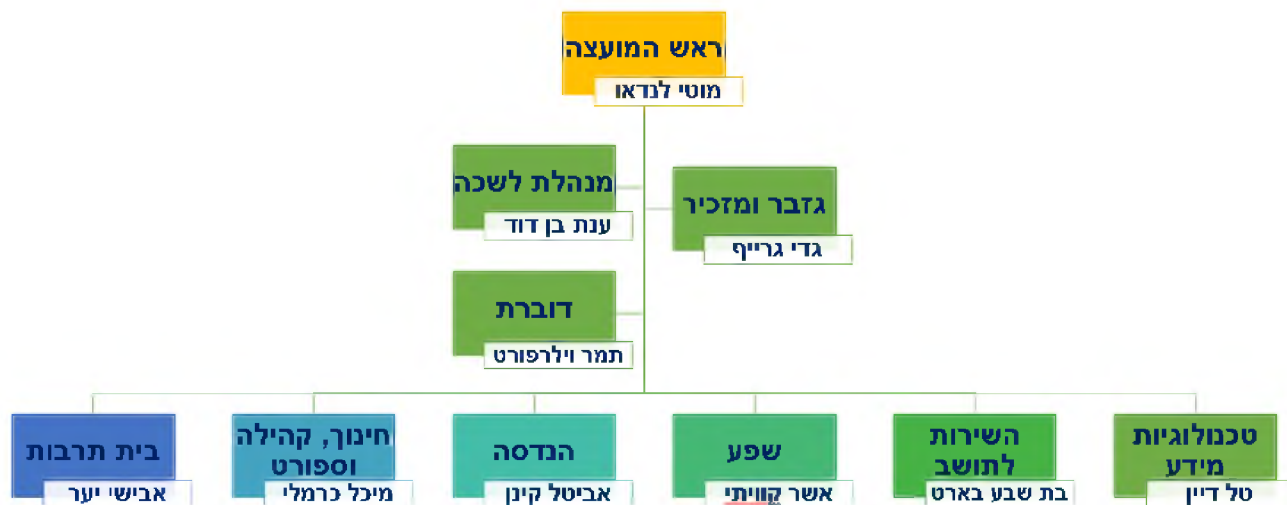 ראש המועצה
מוטי לנדאו
מנהלת לשכה
ענת בן דוד
גזבר ומזכיר
גדי גרייף
דוברת
תמר וילרפורט
טכנולוגיות
מידע
טל דיין
השירות
לתושב
בת שבע בארט
שפע
אשר קוויתי
הנדסה
אביטל קינן
חינוך, קהילה
וספורט
מיכל כרמלי
בית תרבות
אבישי יער